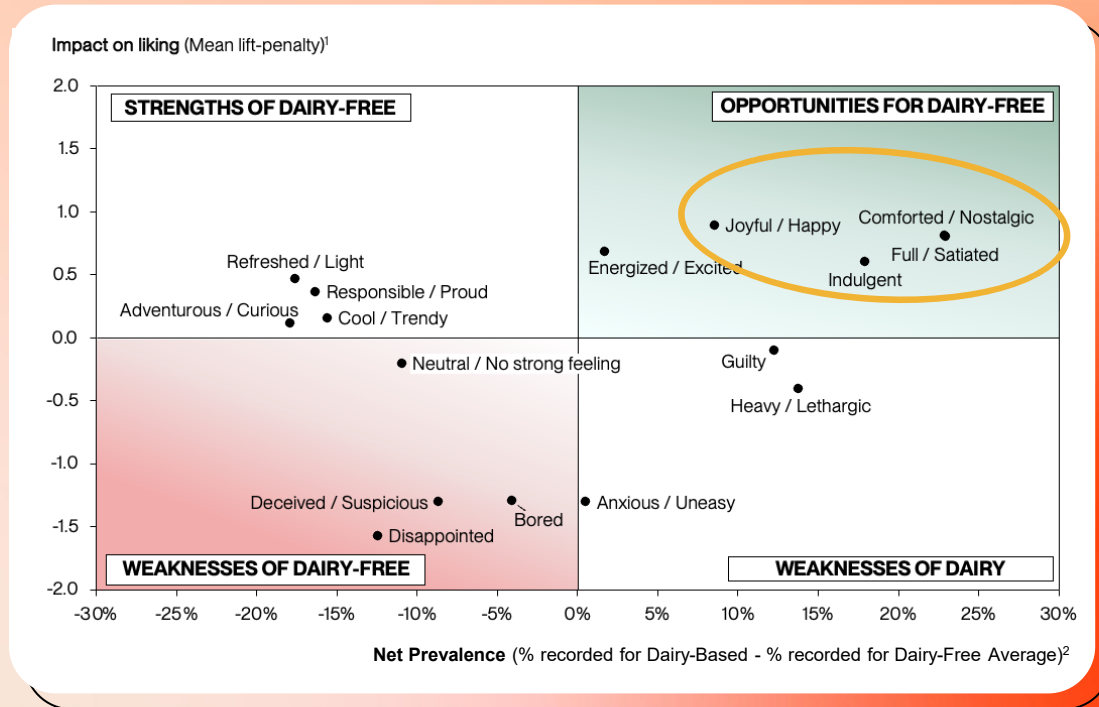 Impact on liking (Mean lift-penalty)¹
2.0
STRENGTHS OF DAIRY-FREE
OPPORTUNITIES FOR DAIRY-FREE
1.5
1.0
Joyful / Happy
Comforted / Nostalgic
Full / Satiated
Energized / Excited
Indulgent
Refreshed / Light
0.5
Responsible / Proud
Adventurous / Curious
Cool / Trendy
0.0
Neutral / No strong feeling
Guilty
-0.5
Heavy / Lethargic
-1.0
Deceived / Suspicious
Bored
Anxious / Uneasy
-1.5
Disappointed
WEAKNESSES OF DAIRY-FREE
WEAKNESSES OF DAIRY
-2.0
-30% -25% -20% -15% -10% -5% 0% 5% 10% 15% 20% 25% 30%
Net Prevalence (% recorded for Dairy-Based - % recorded for Dairy-Free Average)²